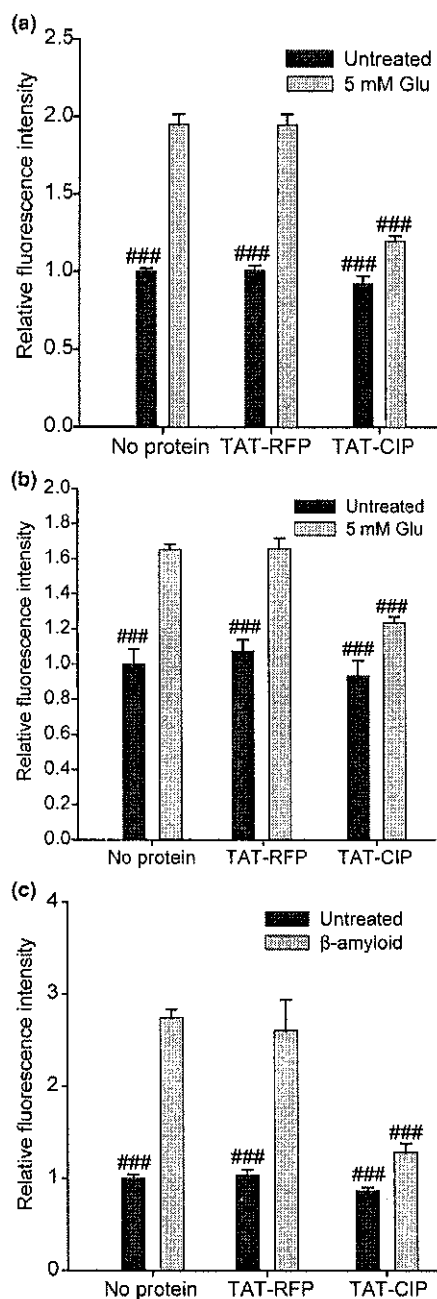 (a)
Relative fluorescence intensity
2.5
2.0
1.5
1.0
0.5
0.0
Untreated
5 mM Glu
###
###
###
###
No protein TAT-RFP TAT-CIP
(b)
Relative fluorescence intensity
1.8
1.6
1.4
1.2
1.0
0.8
0.6
0.4
0.2
0.0
Untreated
5 mM Glu
###
###
###
###
No protein TAT-RFP TAT-CIP
(c)
Relative fluorescence intensity
4
3
2
1
0
Untreated
β-amyloid
###
###
###
###
No protein TAT-RFP TAT-CIP